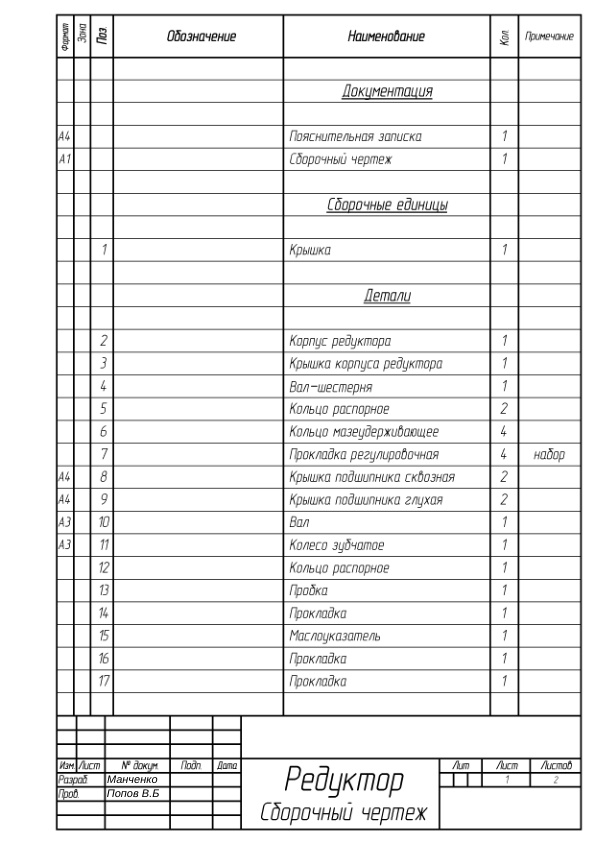 Формат Зона Поз Обозначение Наименование Кол. Примечание
Документация
А4 Пояснительная записка 1
А1 Сборочный чертеж 1
Сборочные единицы
1 Крышка 1
Детали
2 Корпус редуктора 1
3 Крышка корпуса редуктора 1
4 Вал-шестерня 1
5 Кольцо распорное 2
6 Кольцо мазеудерживающее 4
7 Прокладка регулировочная 4 набор
А4 8 Крышка подшипника сквозная 2
А4 9 Крышка подшипника глухая 2
А3 10 Вал 1
А3 11 Колесо зубчатое 1
12 Кольцо распорное 1
13 Пробка 1
14 Прокладка 1
15 Маслоуказатель 1
16 Прокладка 1
17 Прокладка 1
Изм. Лист № докум. Подп. Дата
Разраб Манченко
Пров. Попов В.Б
Редуктор
Сборочный чертеж
Лит Лист Листов
1 2